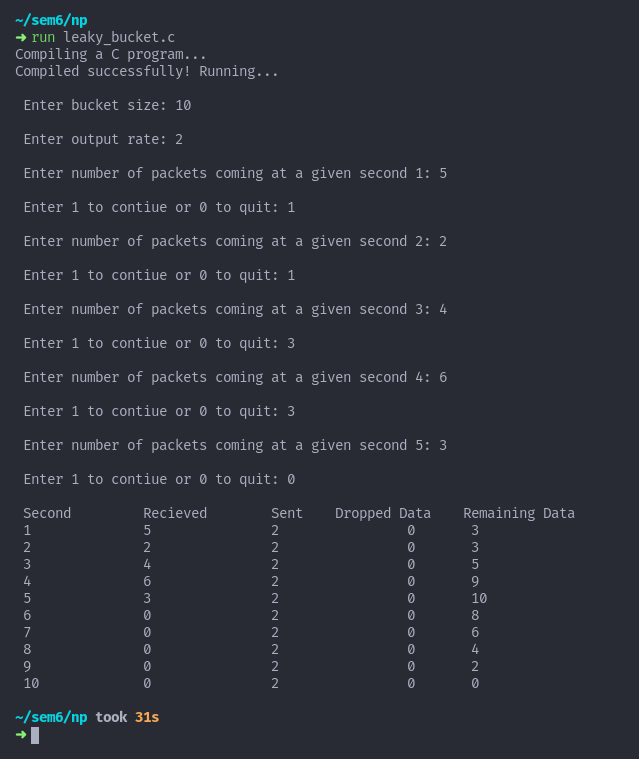 ~/sem6/np
➜ run leaky_bucket.c
Compiling a C program...
Compiled successfully! Running...
Enter bucket size: 10
Enter output rate: 2
Enter number of packets coming at a given second 1: 5
Enter 1 to contiue or 0 to quit: 1
Enter number of packets coming at a given second 2: 2
Enter 1 to contiue or 0 to quit: 1
Enter number of packets coming at a given second 3: 4
Enter 1 to contiue or 0 to quit: 3
Enter number of packets coming at a given second 4: 6
Enter 1 to contiue or 0 to quit: 3
Enter number of packets coming at a given second 5: 3
Enter 1 to contiue or 0 to quit: 0
Second Recieved Sent Dropped Data Remaining Data
1 5 2 0 3
2 2 2 0 3
3 4 2 0 5
4 6 2 0 9
5 3 2 0 10
6 0 2 0 8
7 0 2 0 6
8 0 2 0 4
9 0 2 0 2
10 0 2 0 0
~/sem6/np took 31s
➜